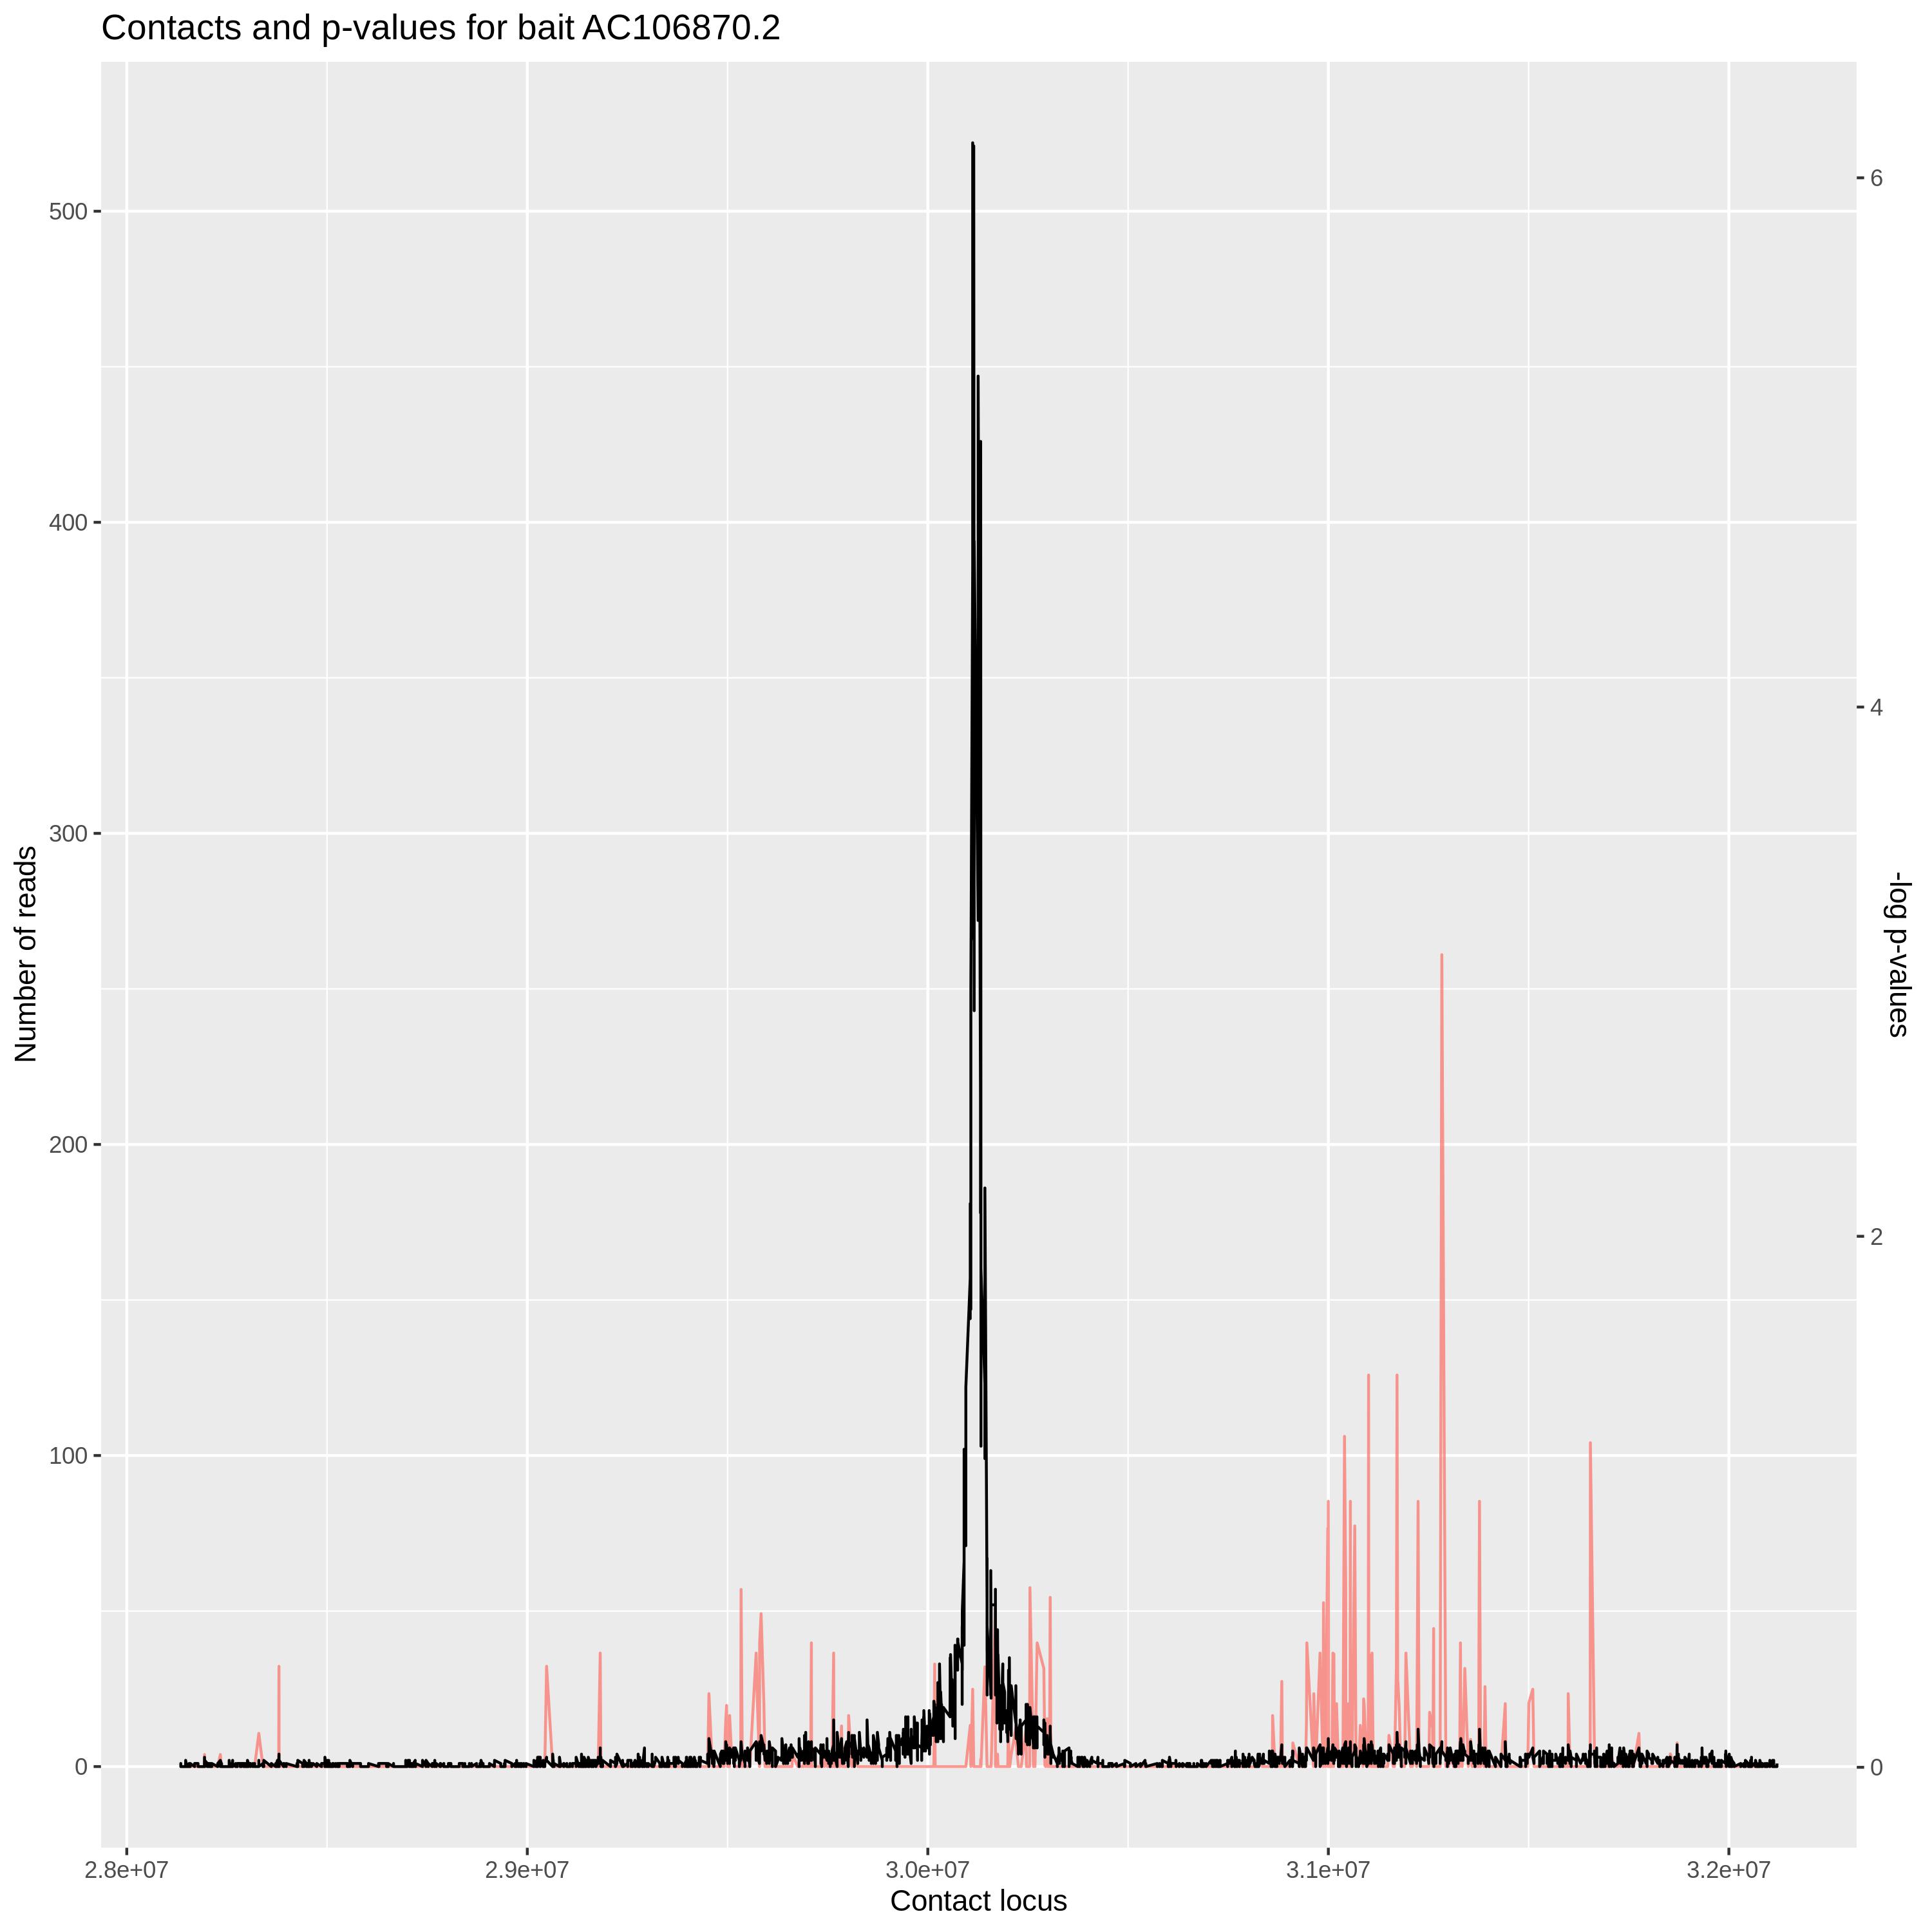 Contacts and p-values for bait AC106870.2
500
400
300
200
100
0
Number of reads
6
4
2
0
-log p-values
2.8e+07 2.9e+07 3.0e+07 3.1e+07 3.2e+07
Contact locus